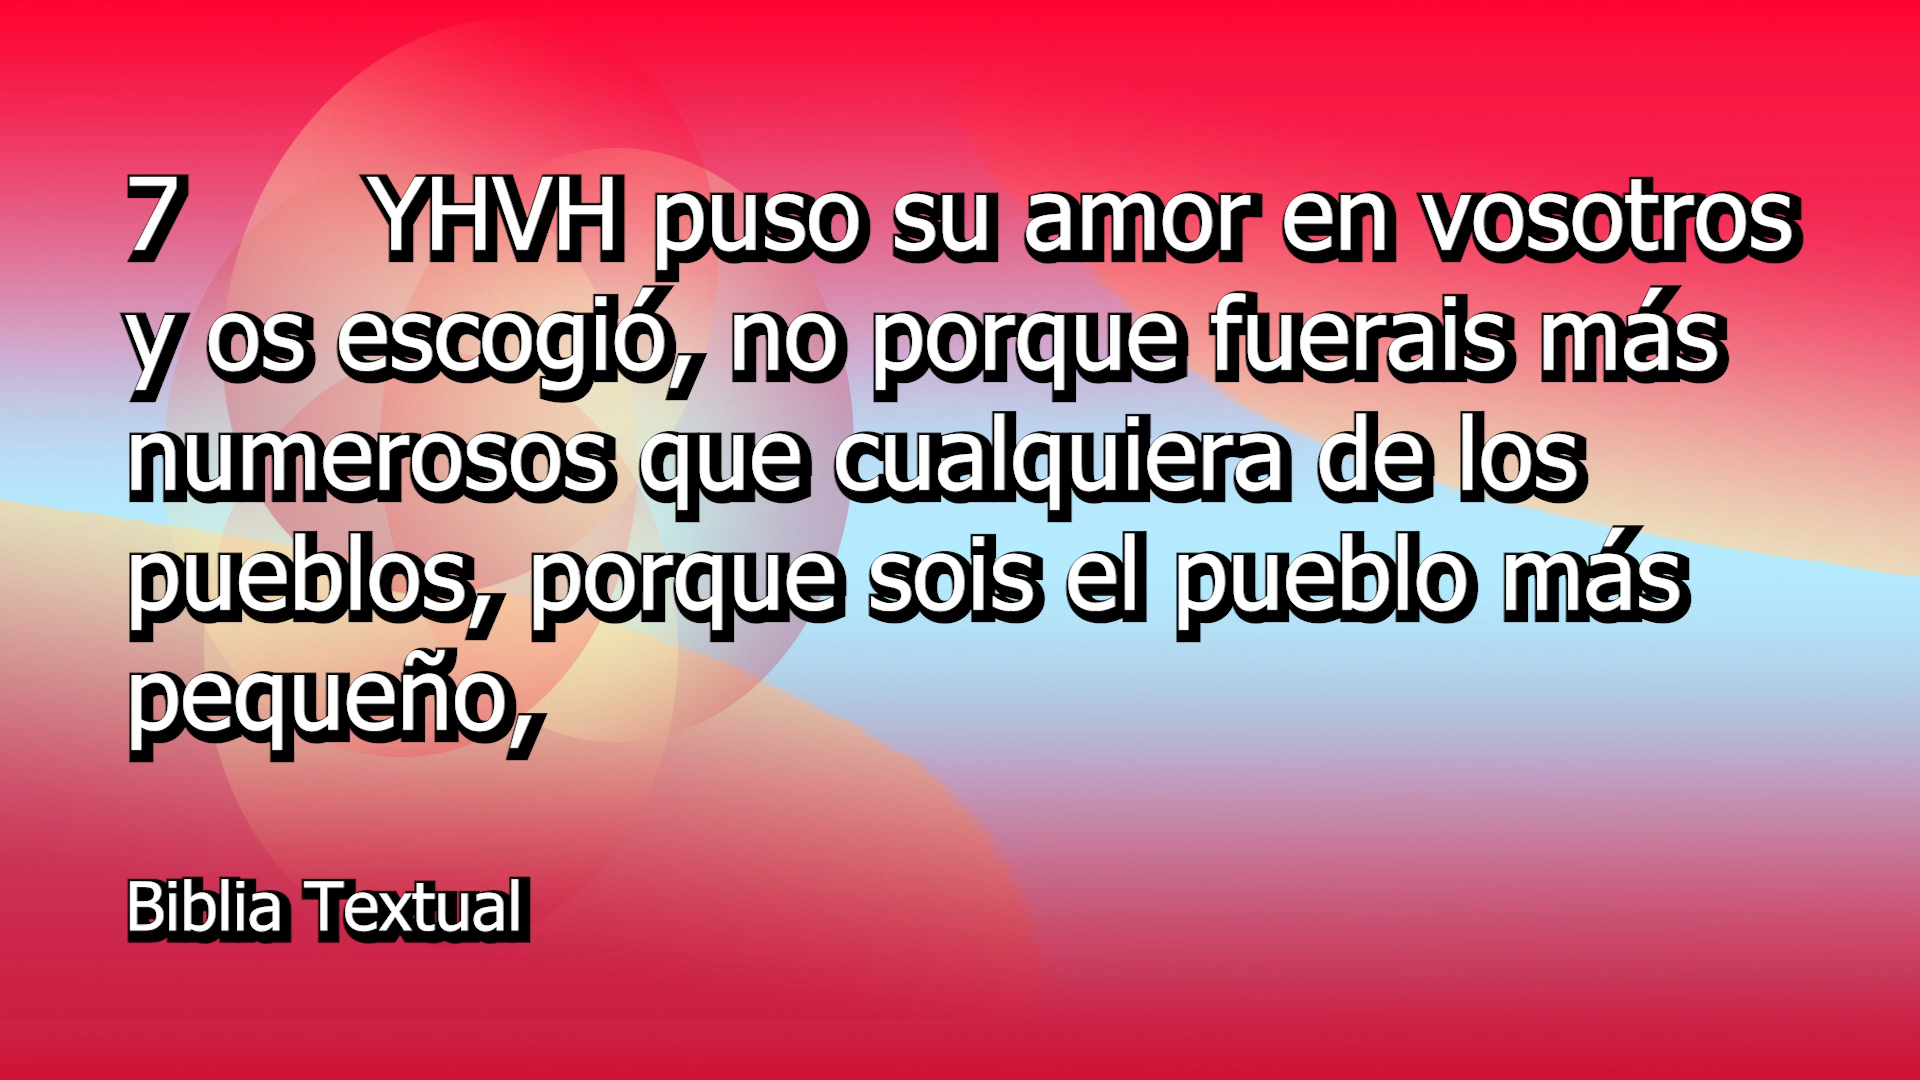 7 YHVH puso su amor en vosotros
y os escogió, no porque fuerais más
numerosos que cualquiera de los
pueblos, porque sois el pueblo más
pequeño,
Biblia Textual